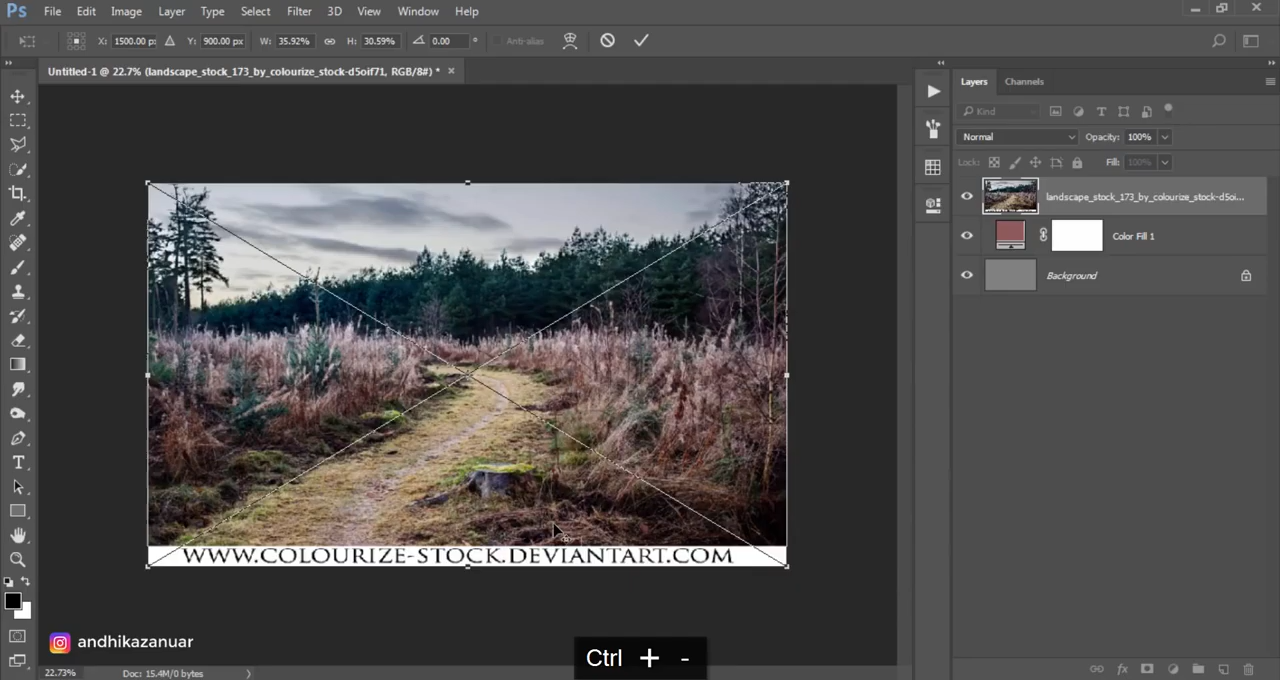 Ps File Edit Image Layer Type Select Filter 3D View Window Help
X: 1500.00 p Y: 900.00 px W: 35.92% H: 30.59% 0.00 ° Anti-alias
Untitled-1 @ 22.7% (landscape_stock_173_by_colourize_stock-d5oif71, RGB/8#) * ×
Layers Channels
Kind
Normal Opacity: 100%
Lock: Fill: 100%
landscape_stock_173_by_colourize_stock-d5oi...
Color Fill 1
Background
WWW.COLOURIZE-STOCK.DEVIANTART.COM
andhikazanuar
Ctrl + -
22.73% Doc: 15.4M/0 bytes